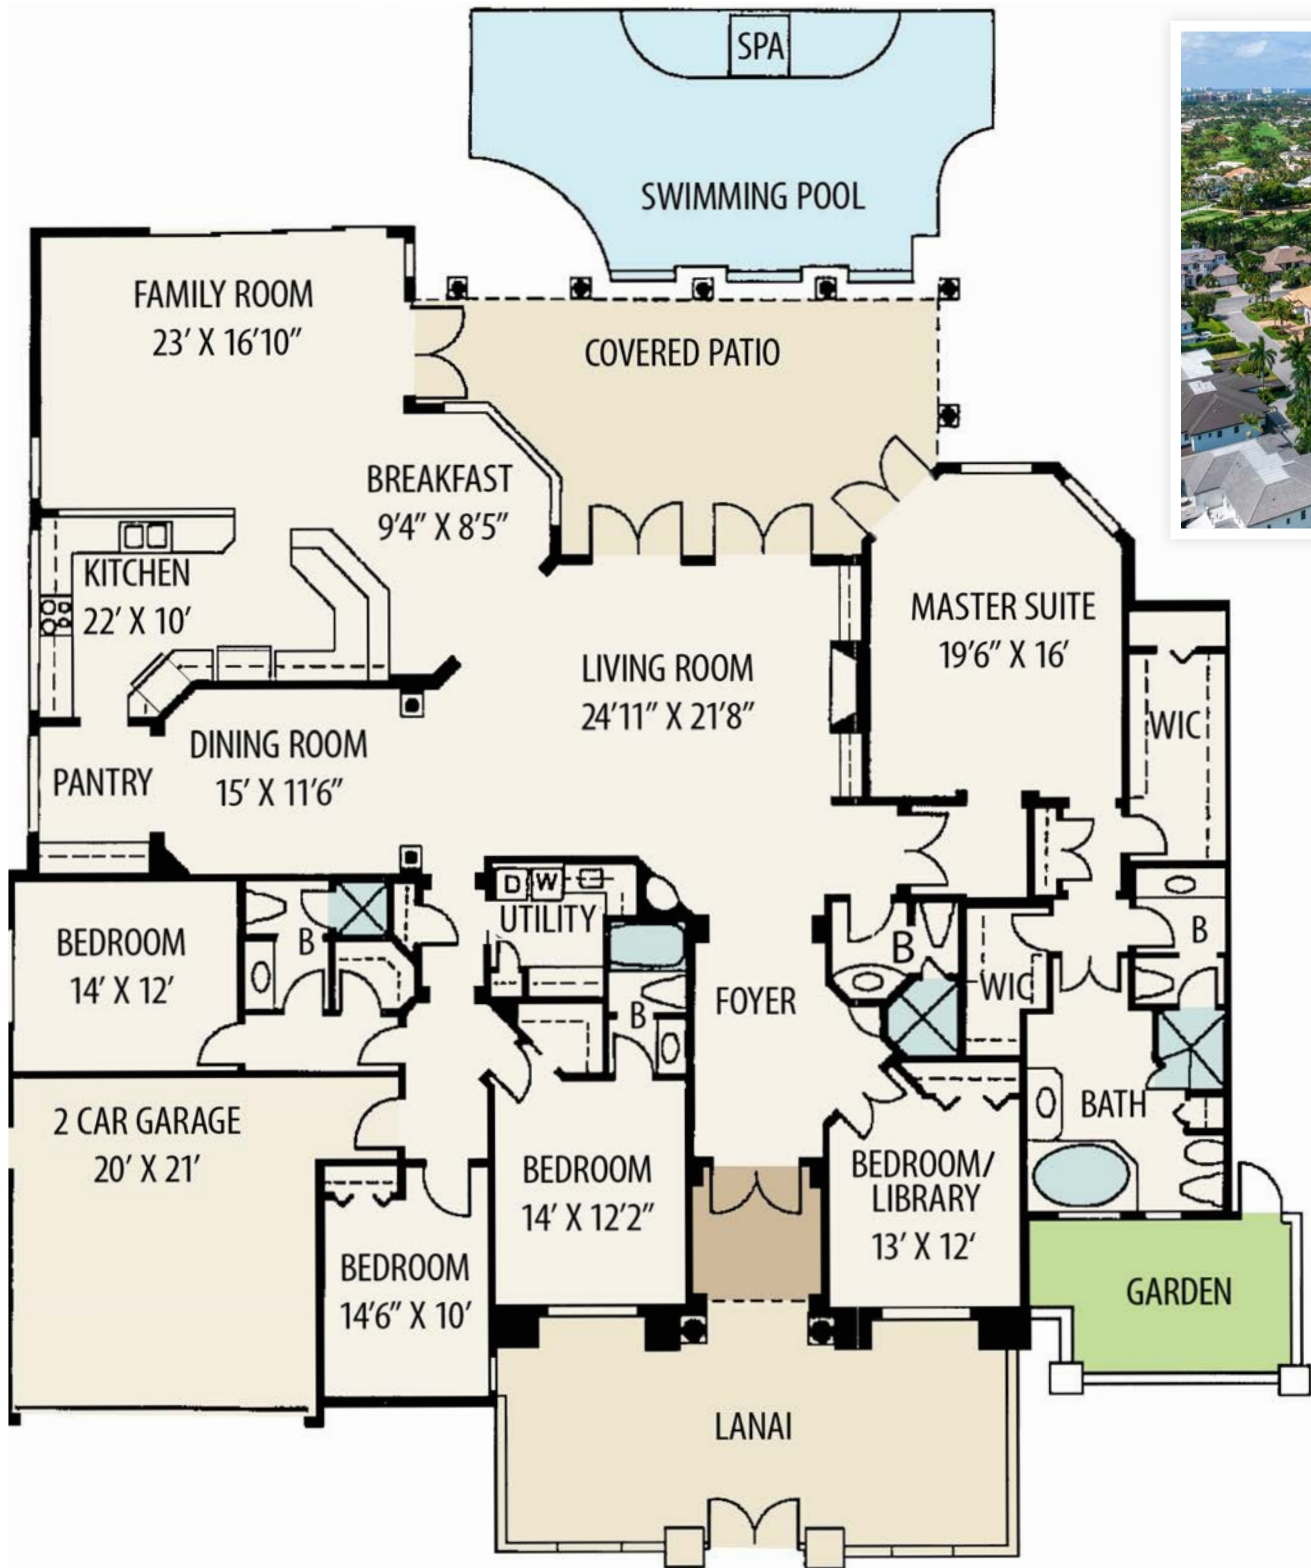 SPA
SWIMMING POOL
FAMILY ROOM
23' X 16'10"
COVERED PATIO
BREAKFAST
9'4" X 8'5"
KITCHEN
22' X 10'
MASTER SUITE
19'6" X 16'
LIVING ROOM
24'11" X 21'8"
WIC
DINING ROOM
15' X 11'6"
PANTRY
D W
UTILITY
BEDROOM
14' X 12'
B
B
B
WIC
FOYER
B
2 CAR GARAGE
20' X 21'
BATH
BEDROOM
14' X 12'2"
BEDROOM/
LIBRARY
13' X 12'
BEDROOM
14'6" X 10'
GARDEN
LANAI